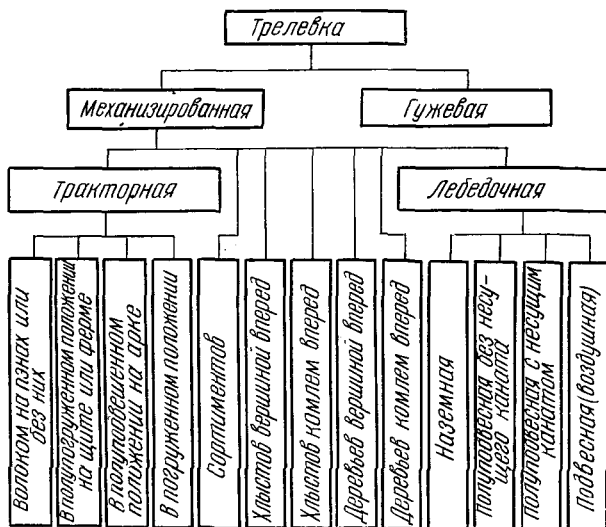 Трелевка
Механизированная
Гужевая
Тракторная
Лебедочная
Волоком на пэнах или
без них
В полупогруженном положении
на щите или ферме
В полуподвешенном
положении на арке
В погруженном положении
Сортиментов
Хлыстов вершиной вперед
Хлыстов комлем вперед
Деревьев вершиной вперед
Деревьев комлем вперед
Наземная
Полуподвесная без несу-
щего каната
Полуподвесная с несущим
канатом
Подвесная (воздушная)